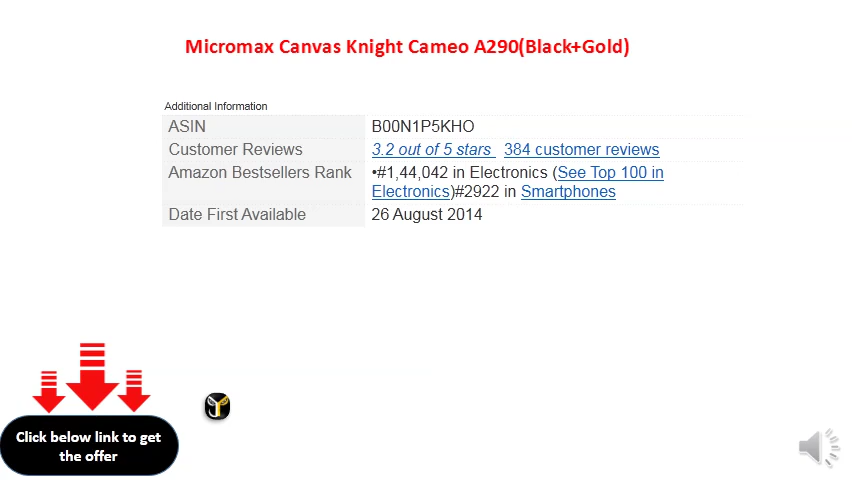 Micromax Canvas Knight Cameo A290(Black+Gold)
Additional Information
ASIN B00N1P5KHO
Customer Reviews 3.2 out of 5 stars 384 customer reviews
Amazon Bestsellers Rank •#1,44,042 in Electronics (See Top 100 in
Electronics)#2922 in Smartphones
Date First Available 26 August 2014
Click below link to get
the offer